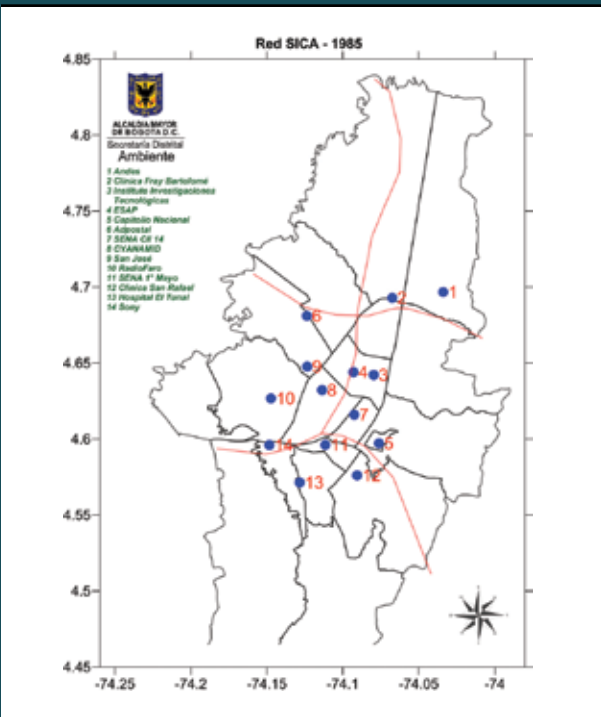 Red SICA - 1985
4.85
4.8
4.75
4.7
4.65
4.6
4.55
4.5
4.45
ALCALDIA MAYOR
DE BOGOTA D.C.
Secretaría Distrital
Ambiente
1 Andes
2 Clínica Fray Bartolomé
3 Instituto Investigaciones
Tecnológicas
4 ESAP
5 Capitolio Nacional
6 Adpostal
7 SENA Cll 14
8 CYANAMID
9 San José
10 RadioFaro
11 SENA 1º Mayo
12 Clínica San Rafael
13 Hospital El Tunal
14 Sony
1
2
6
9
4
3
8
10
7
14
11
5
13
12
-74.25
-74.2
-74.15
-74.1
-74.05
-74